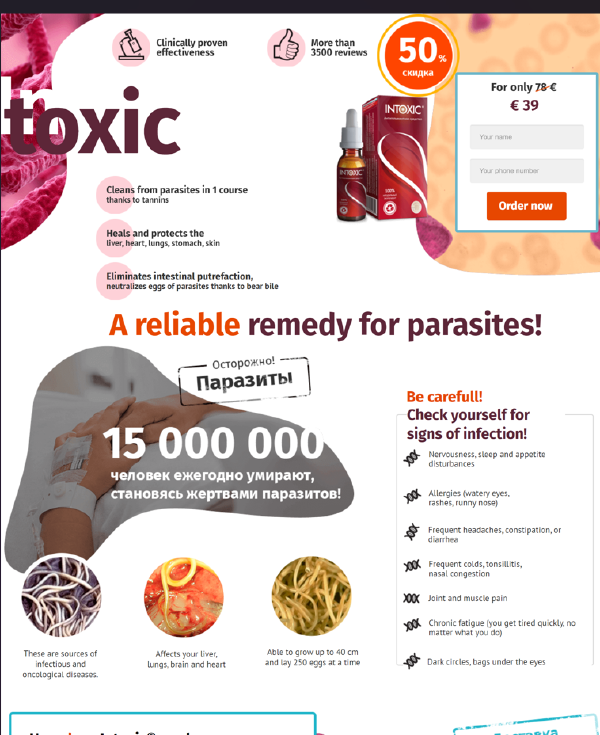 Clinically proven
effectiveness
More than
3500 reviews
50%
скидка
ntoxic
For only 78 €
€ 39
Your name
Your phone number
Order now
INTOXIC
INTOXIC
100%
Cleans from parasites in 1 course
thanks to tannins
Heals and protects the
liver, heart, lungs, stomach, skin
Eliminates intestinal putrefaction,
neutralizes eggs of parasites thanks to bear bile
A reliable remedy for parasites!
Осторожно!
Паразиты
15 000 000
человек ежегодно умирают,
становясь жертвами паразитов!
Be carefull!
Check yourself for
signs of infection!
Nervousness, sleep and appetite
disturbances
Allergies (watery eyes,
rashes, runny nose)
Frequent headaches, constipation, or
diarrhea
Frequent colds, tonsillitis,
nasal congestion
Joint and muscle pain
Chronic fatigue (you get tired quickly, no
matter what you do)
Dark circles, bags under the eyes
These are sources of
infectious and
oncological diseases.
Affects your liver,
lungs, brain and heart
Able to grow up to 40 cm
and lay 250 eggs at a time